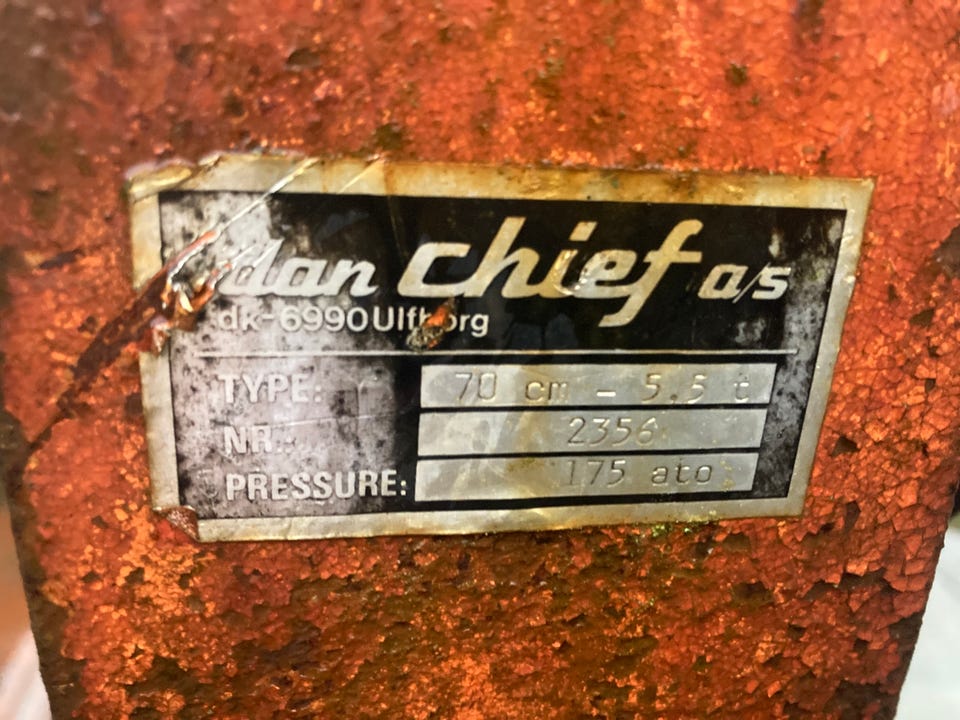 dan chief a/s
dk-6990 Ulfborg
TYPE: 70 cm - 5.5 t
NR.: 2356
PRESSURE: 175 ato